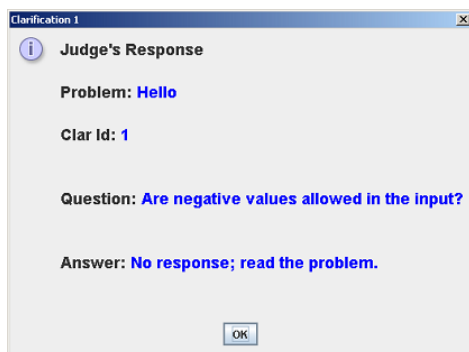 Clarification 1
Judge's Response
Problem: Hello
Clar Id: 1
Question: Are negative values allowed in the input?
Answer: No response; read the problem.
OK